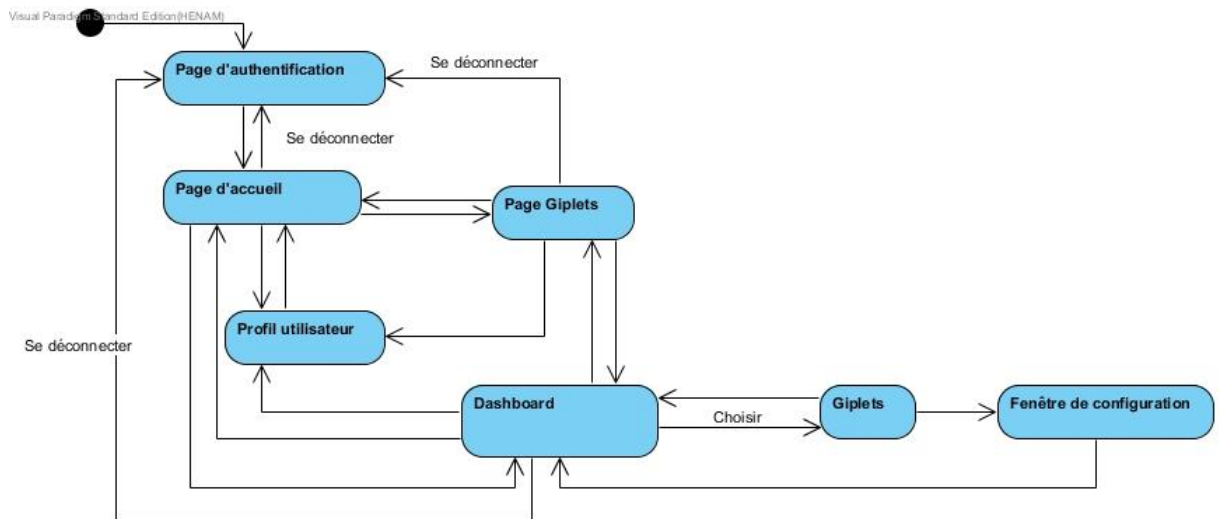 Visual Paradigm Standard Edition(HENAM)
Page d'authentification
Se déconnecter
Se déconnecter
Page d'accueil
Page Giplets
Profil utilisateur
Se déconnecter
Dashboard
Choisir
Giplets
Fenêtre de configuration